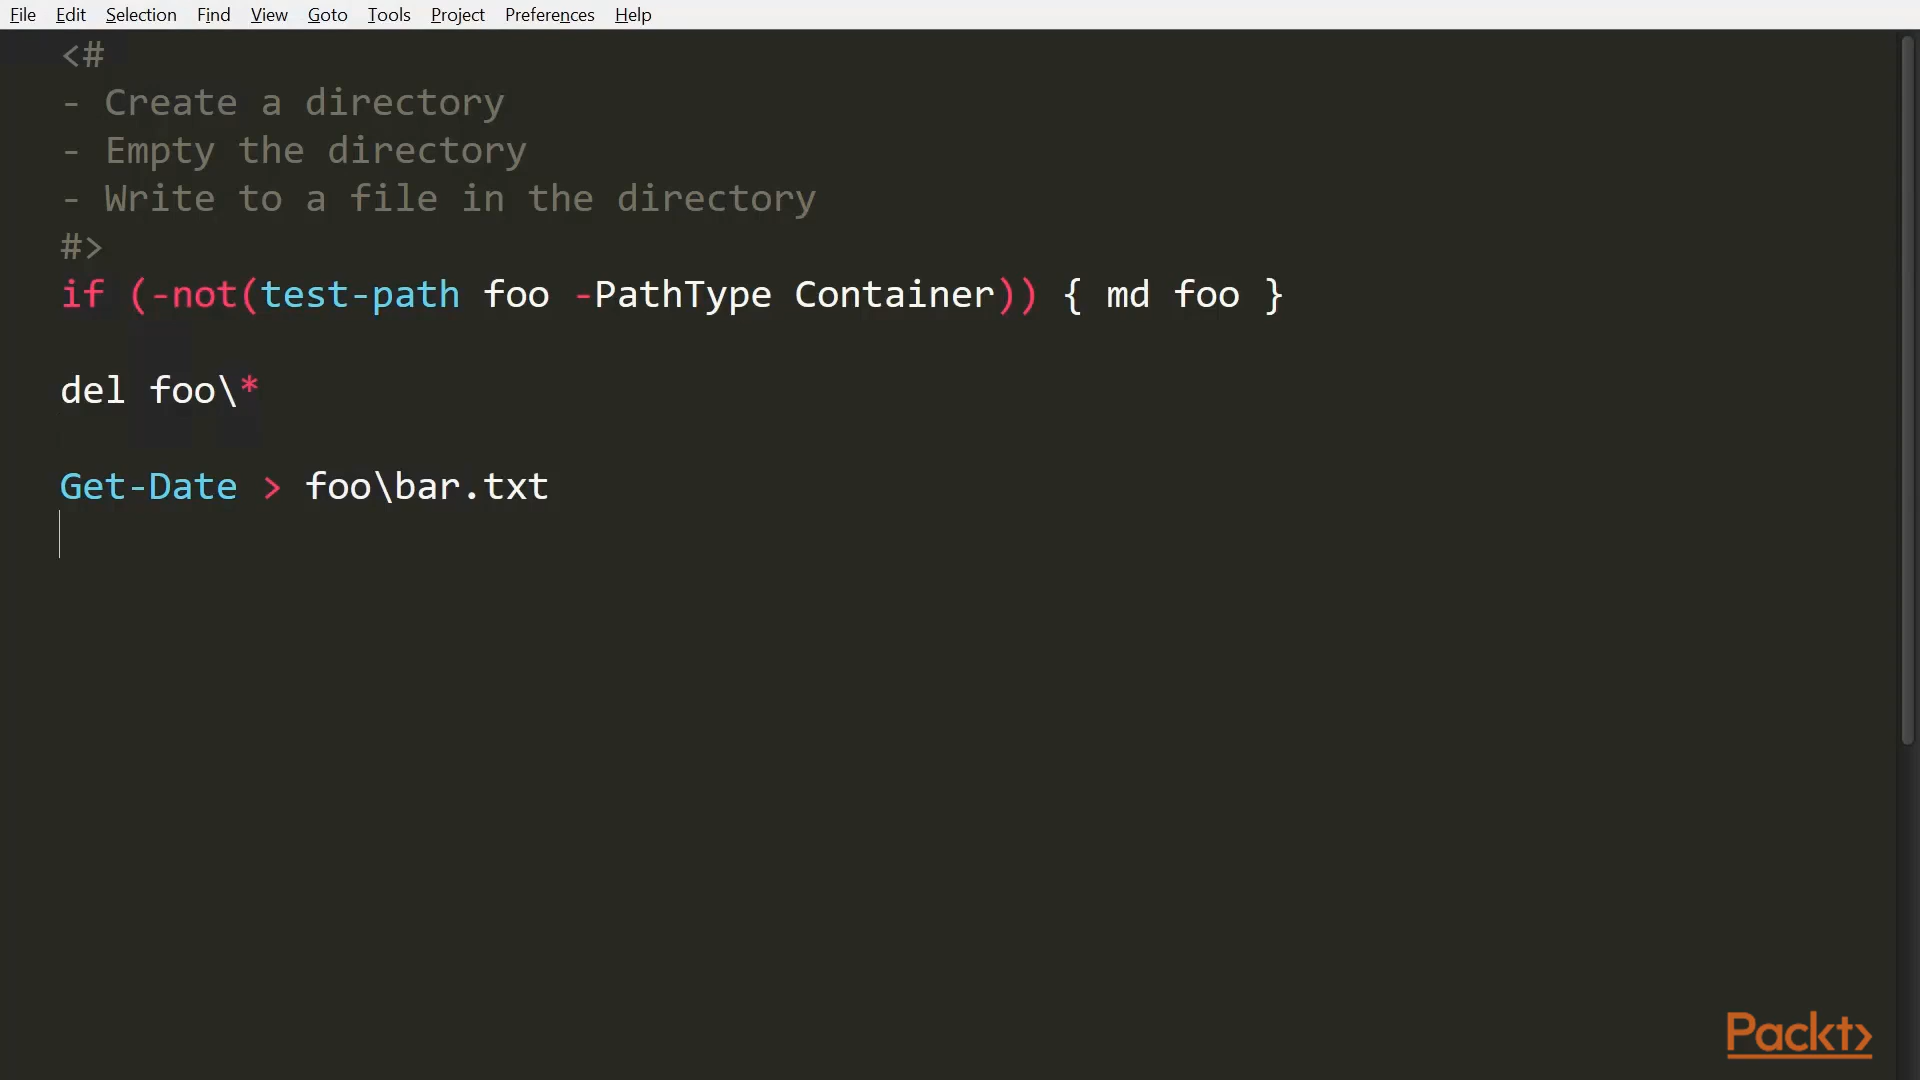 File Edit Selection Find View Goto Tools Project Preferences Help
<#
- Create a directory
- Empty the directory
- Write to a file in the directory
#>
if (-not(test-path foo -PathType Container)) { md foo }
del foo\*
Get-Date > foo\bar.txt
Packt>